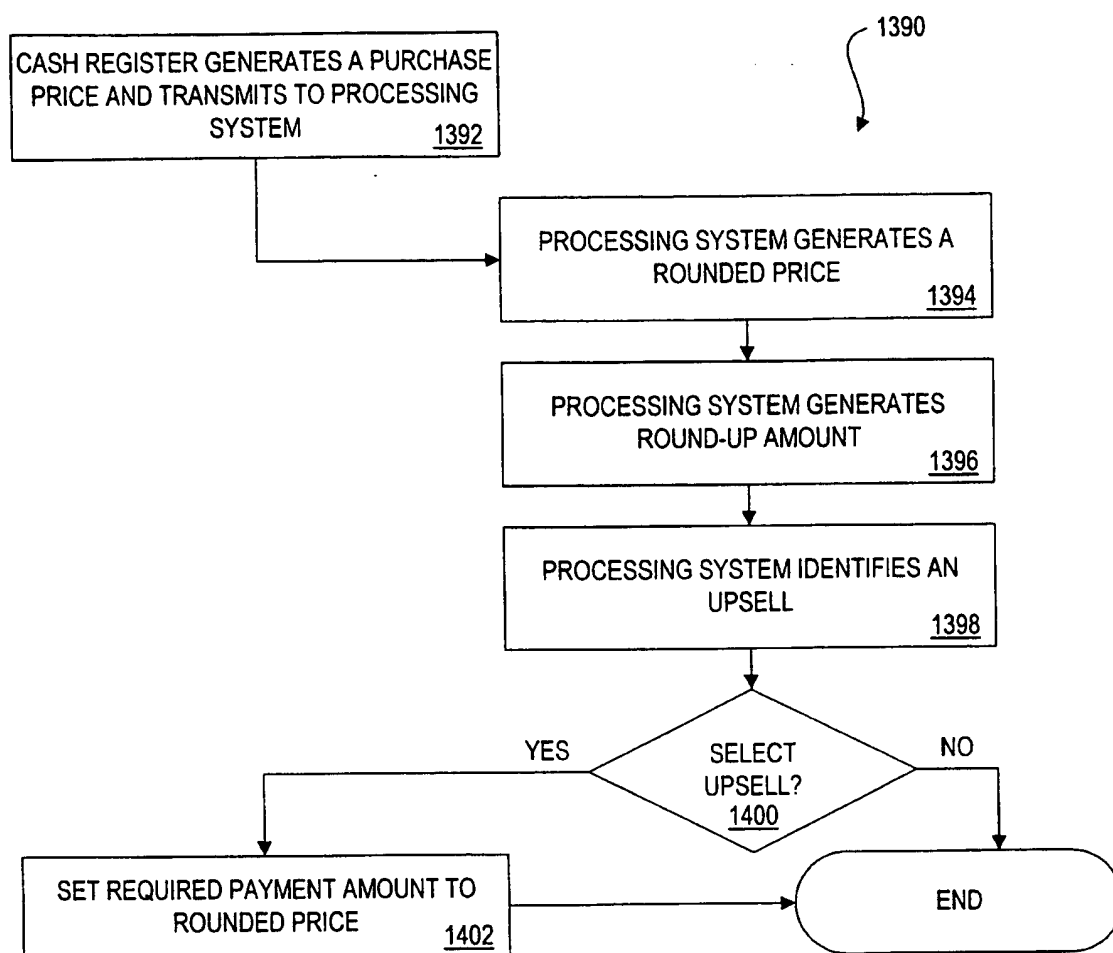 1390
CASH REGISTER GENERATES A PURCHASE
PRICE AND TRANSMITS TO PROCESSING
SYSTEM
1392
PROCESSING SYSTEM GENERATES A
ROUNDED PRICE
1394
PROCESSING SYSTEM GENERATES
ROUND-UP AMOUNT
1396
PROCESSING SYSTEM IDENTIFIES AN
UPSELL
1398
YES
SELECT
UPSELL?
1400
NO
SET REQUIRED PAYMENT AMOUNT TO
ROUNDED PRICE
1402
END